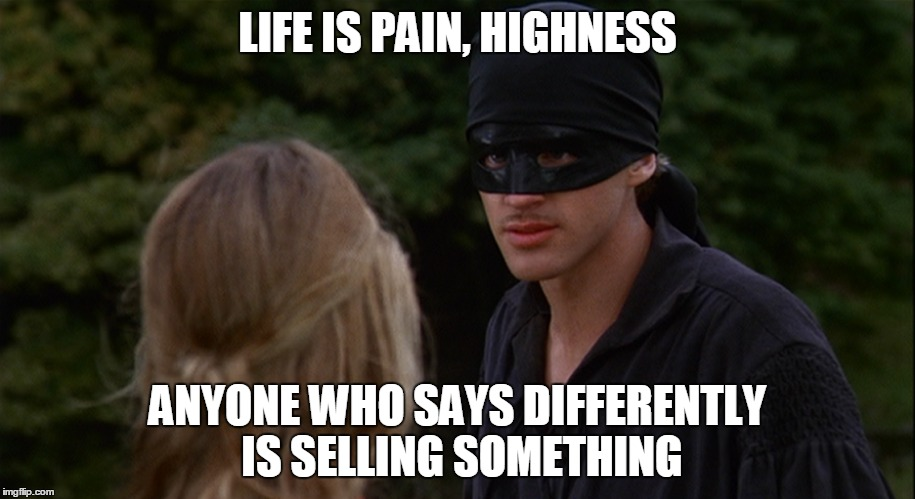 LIFE IS PAIN, HIGHNESS
ANYONE WHO SAYS DIFFERENTLY
IS SELLING SOMETHING
imgflip.com